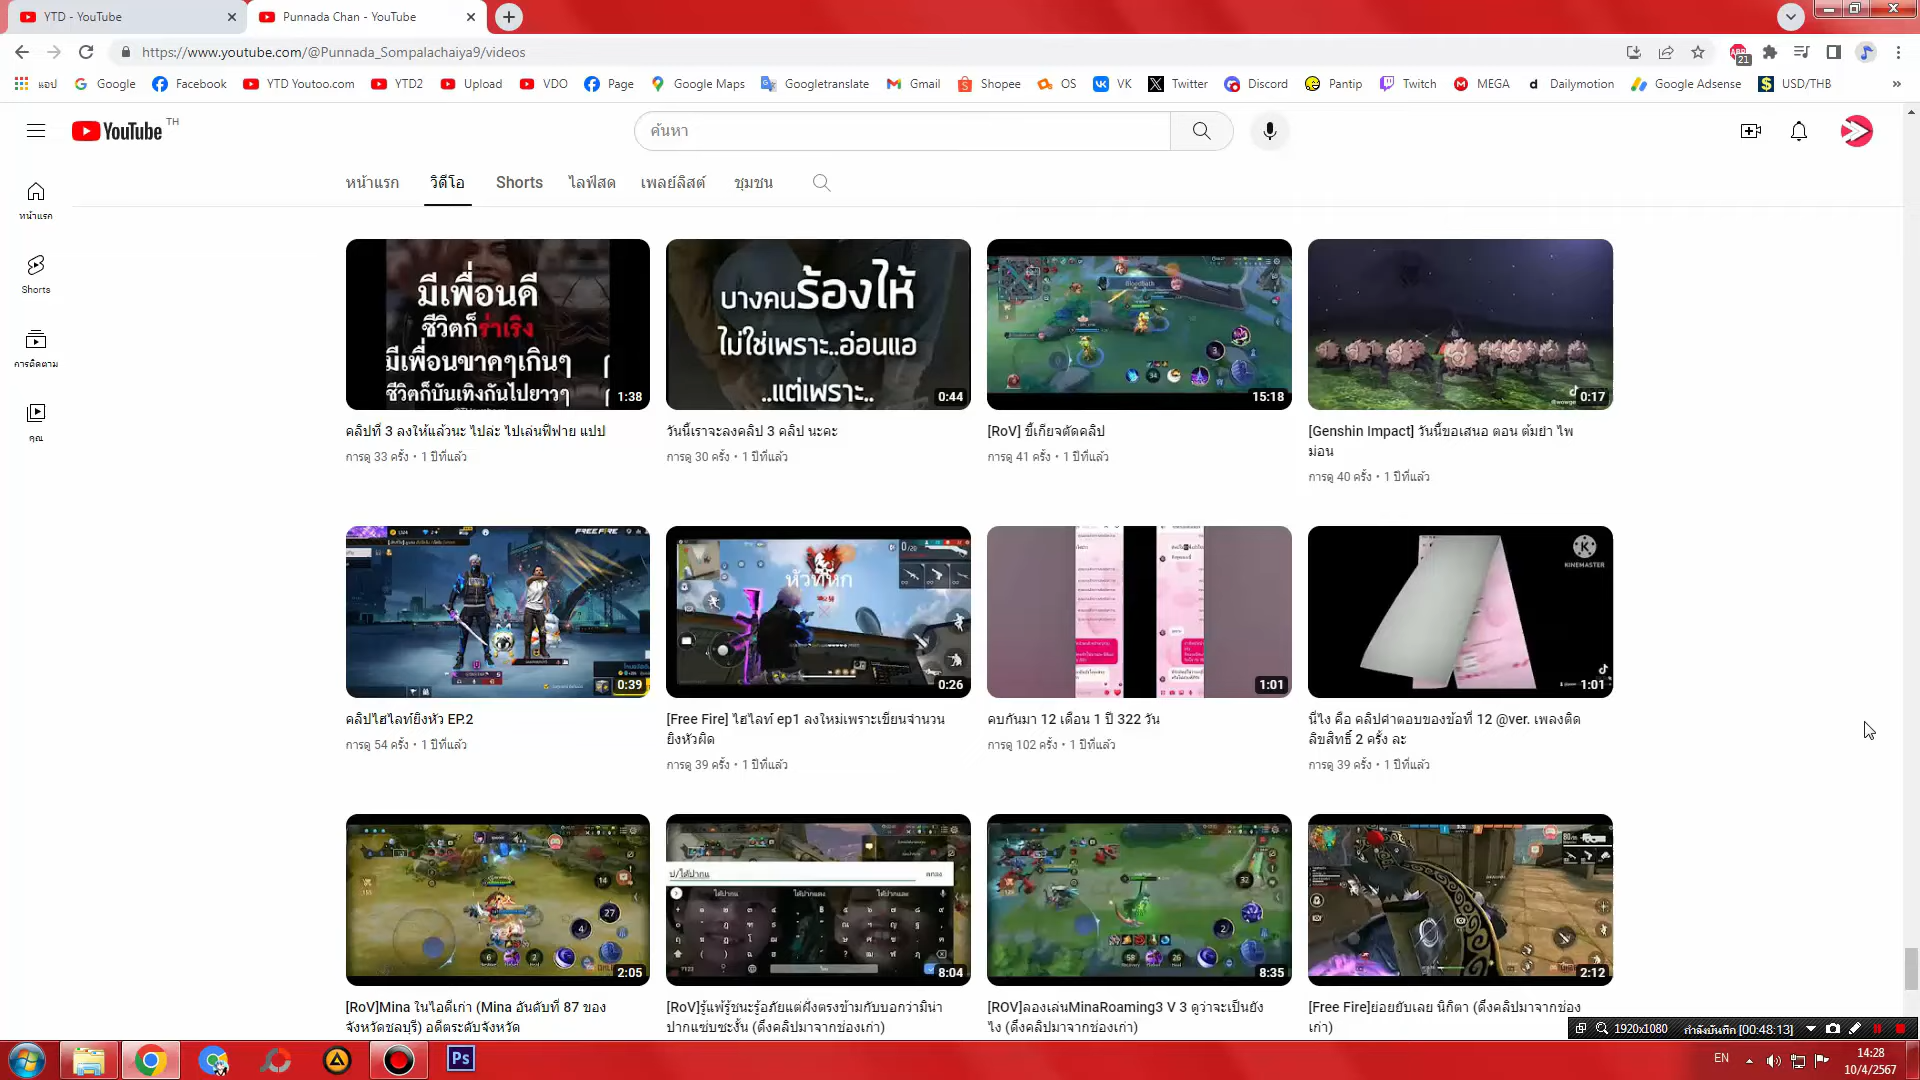 YTD - YouTube
Punnada Chan - YouTube
https://www.youtube.com/@Punnada_Sompalachaiya9/videos
21
แอป Google Facebook YTD Youtoo.com YTD2 Upload VDO Page Google Maps Googletranslate Gmail Shopee OS VK Twitter Discord Pantip Twitch MEGA Dailymotion Google Adsense USD/THB
YouTube TH
ค้นหา
หน้าแรก วิดีโอ Shorts ไลฟ์สด เพลย์ลิสต์ ชุมชน
หน้าแรก
Shorts
การติดตาม
คุณ
มีเพื่อนดี
ชีวิตก็ร่าเริง
มีเพื่อนขาดๆเกินๆ
ชีวิตก็บันเทิงกันไปยาวๆ
1:38
บางคนร้องไห้
ไม่ใช่เพราะ..อ่อนแอ
..แต่เพราะ..
0:44
15:18
0:17
คลิปที่ 3 ลงให้แล้วนะ ไปล่ะ ไปเล่นฟีฟาย แปป
การดู 33 ครั้ง • 1 ปีที่แล้ว
วันนี้เราจะลงคลิป 3 คลิป นะคะ
การดู 30 ครั้ง • 1 ปีที่แล้ว
[RoV] ขี้เกียจตัดคลิป
การดู 41 ครั้ง • 1 ปีที่แล้ว
[Genshin Impact] วันนี้ขอเสนอ ตอน ต้มยำ ไพ
ม่อน
การดู 40 ครั้ง • 1 ปีที่แล้ว
FREE FIRE
0:39
หัวที่หก
0:26
1:01
KINEMASTER
1:01
คลิปไฮไลท์ยิงหัว EP.2
การดู 54 ครั้ง • 1 ปีที่แล้ว
[Free Fire] ไฮไลท์ ep1 ลงใหม่เพราะเขียนจำนวน
ยิงหัวผิด
การดู 39 ครั้ง • 1 ปีที่แล้ว
คบกันมา 12 เดือน 1 ปี 322 วัน
การดู 102 ครั้ง • 1 ปีที่แล้ว
นี่ไง คือ คลิปคำตอบของข้อที่ 12 @ver. เพลงติด
ลิขสิทธิ์ 2 ครั้ง ละ
การดู 39 ครั้ง • 1 ปีที่แล้ว
2:05
8:04
8:35
2:12
[RoV]Mina ในไอดีเก่า (Mina อันดับที่ 87 ของ
จังหวัดชลบุรี) อดีตระดับจังหวัด
[RoV]รู้แพ้รู้ชนะรู้อภัยแต่ฝั่งตรงข้ามกับบอกว่ามีน่า
ปากแซ่บซะงั้น (ดึงคลิปมาจากช่องเก่า)
[ROV]ลองเล่นMinaRoaming3 V 3 ดูว่าจะเป็นยัง
ไง (ดึงคลิปมาจากช่องเก่า)
[Free Fire]ย่อยยับเลย นิกิตา (ดึงคลิปมาจากช่อง
เก่า)
1920x1080 กำลังบันทึก [00:48:13]
Ps
EN
14:28
10/4/2567